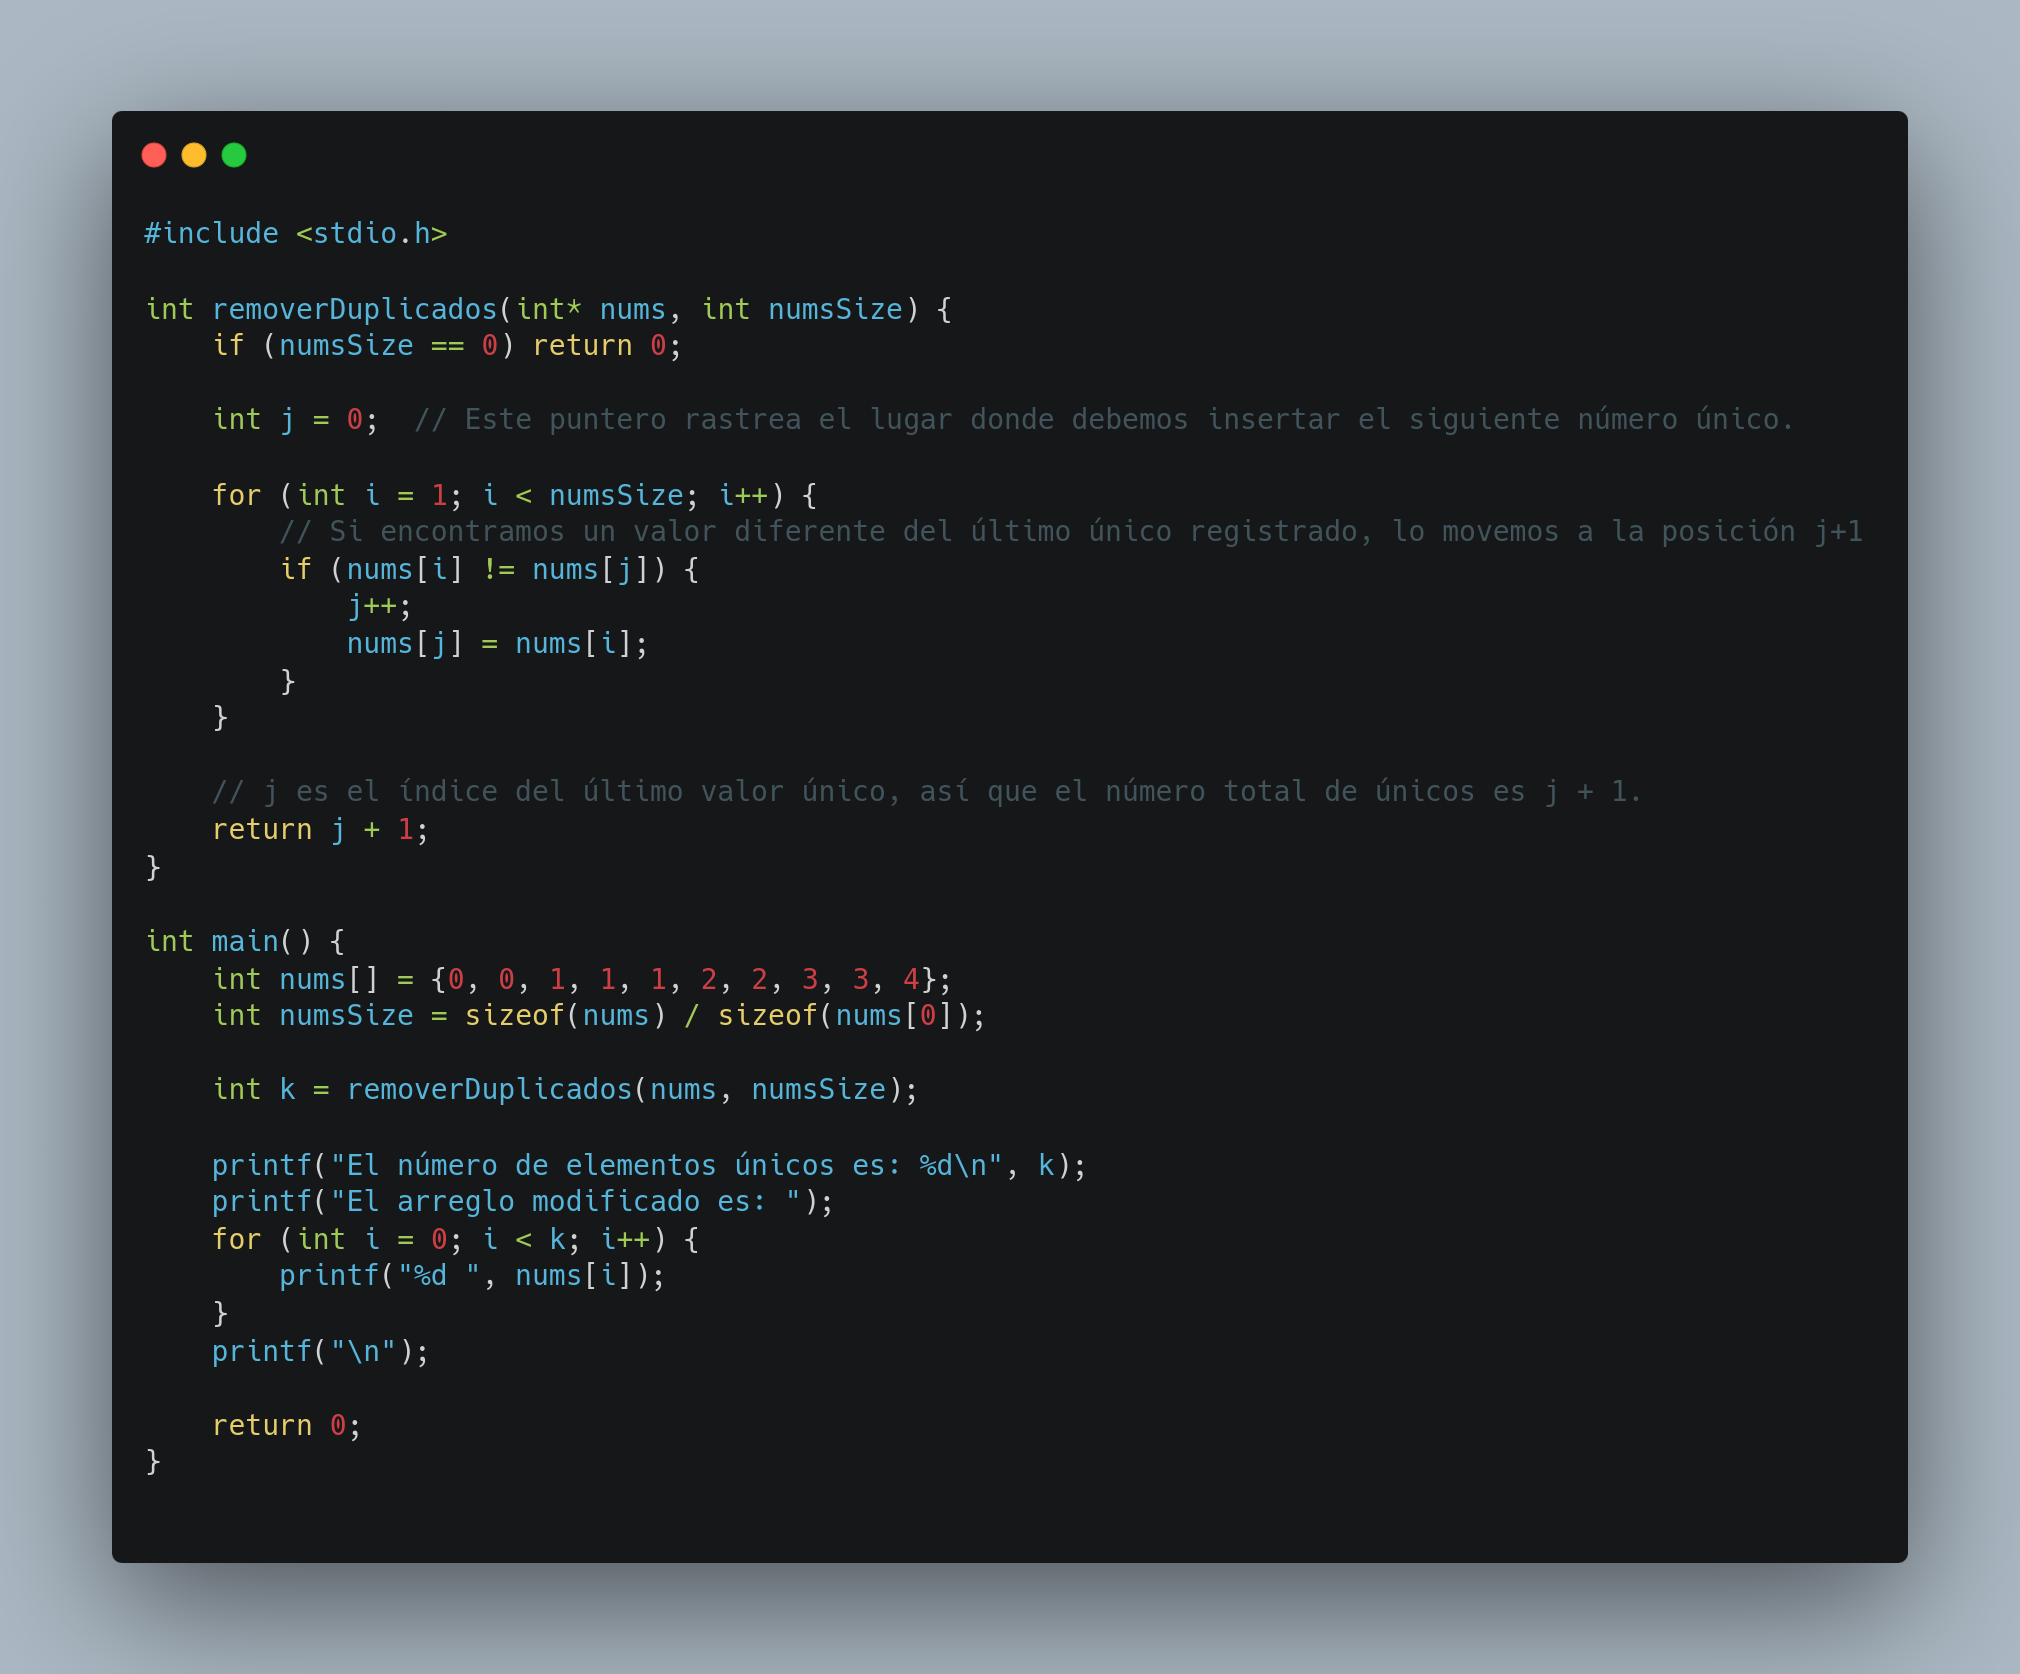 #include <stdio.h>
int removerDuplicados(int* nums, int numsSize) {
if (numsSize == 0) return 0;
int j = 0;  // Este puntero rastrea el lugar donde debemos insertar el siguiente número único.
for (int i = 1; i < numsSize; i++) {
// Si encontramos un valor diferente del último único registrado, lo movemos a la posición j+1
if (nums[i] != nums[j]) {
j++;
nums[j] = nums[i];
}
}
// j es el índice del último valor único, así que el número total de únicos es j + 1.
return j + 1;
}
int main() {
int nums[] = {0, 0, 1, 1, 1, 2, 2, 3, 3, 4};
int numsSize = sizeof(nums) / sizeof(nums[0]);
int k = removerDuplicados(nums, numsSize);
printf("El número de elementos únicos es: %d\n", k);
printf("El arreglo modificado es: ");
for (int i = 0; i < k; i++) {
printf("%d ", nums[i]);
}
printf("\n");
return 0;
}